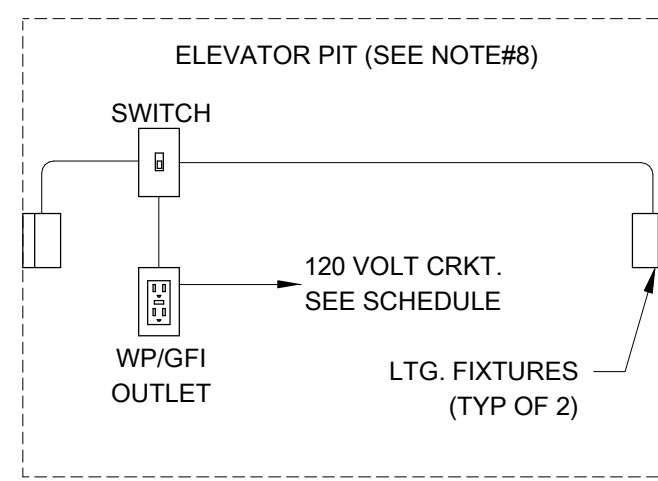 ELEVATOR PIT (SEE NOTE#8)
SWITCH
120 VOLT CRKT.
SEE SCHEDULE
WP/GFI
OUTLET
LTG. FIXTURES
(TYP OF 2)